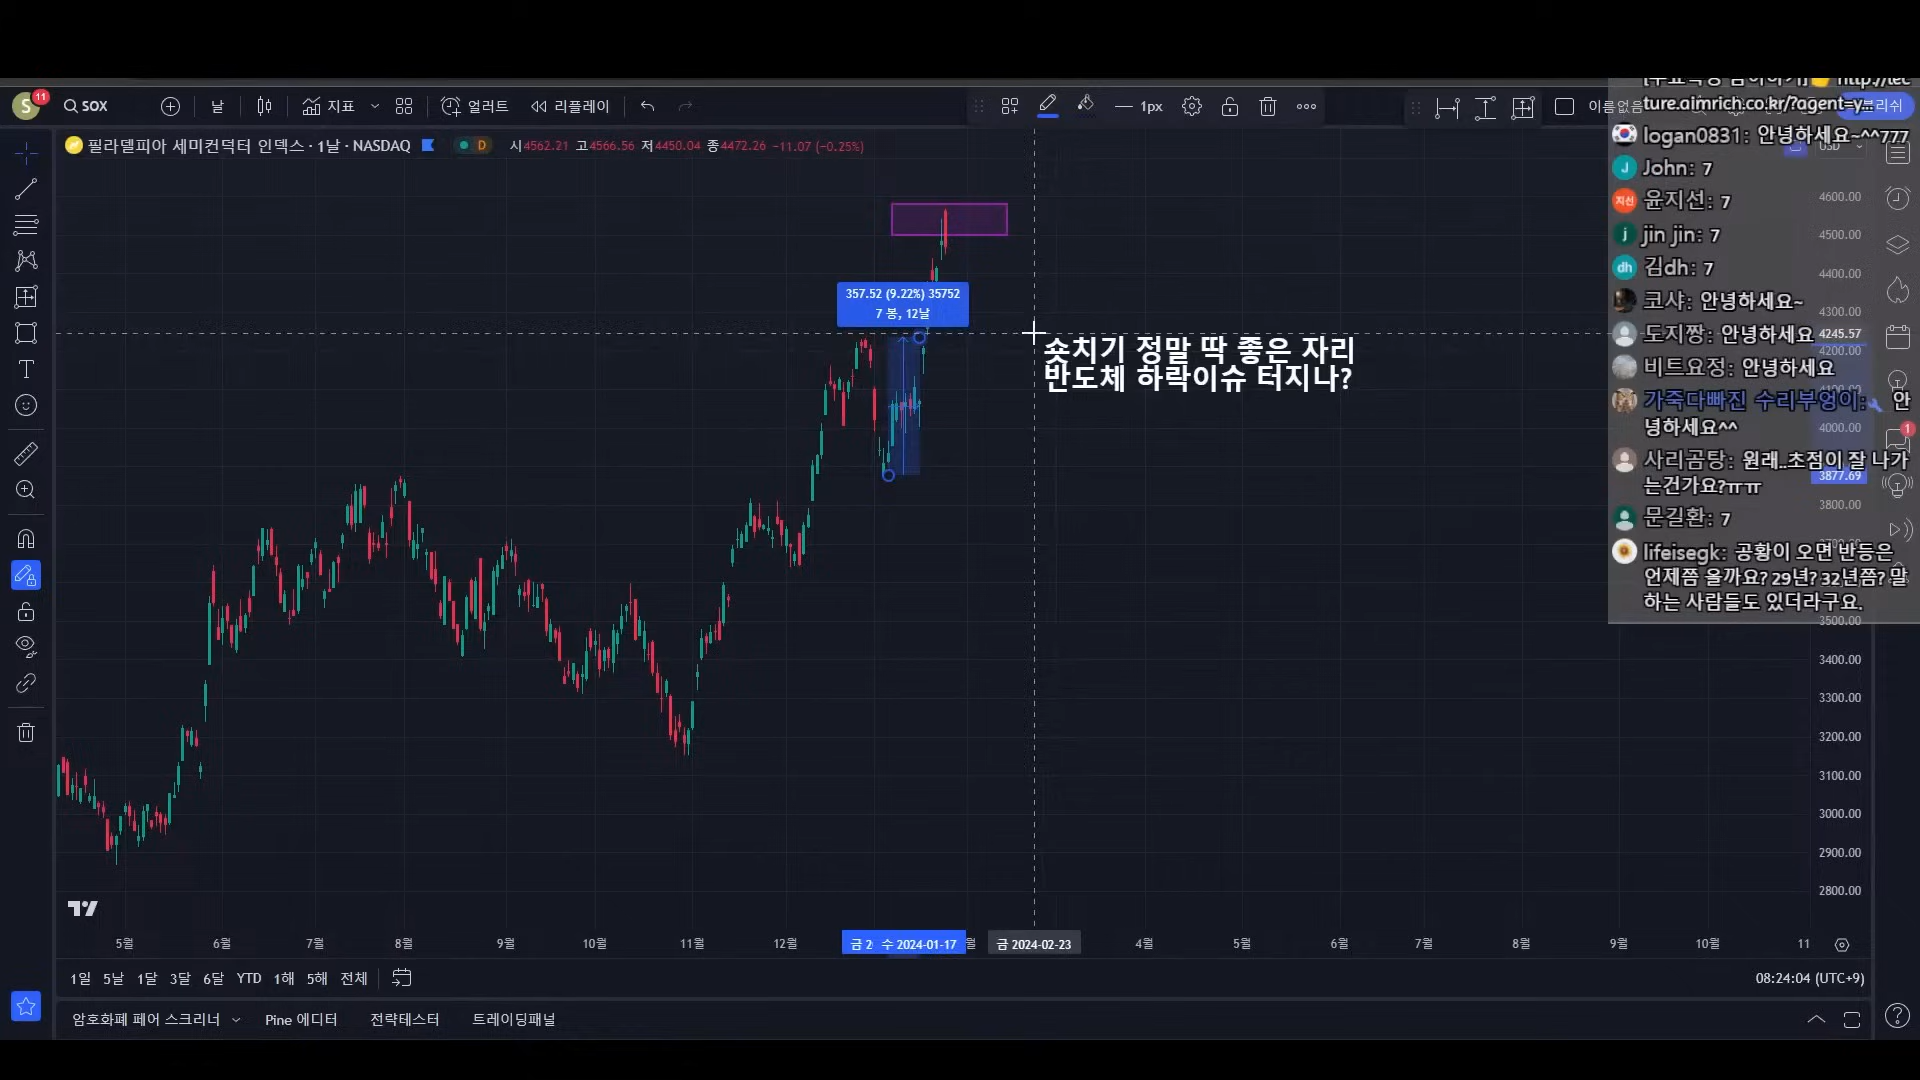 S 11 SOX 날 지표 얼러트 리플레이 1px 이름없음
필라델피아 세미컨덕터 인덱스 · 1날 · NASDAQ D 시4562.21 고4566.56 저4450.04 종4472.26 −11.07 (−0.25%)
357.52 (9.22%) 35752
7 봉, 12날
숏치기 정말 딱 좋은 자리
반도체 하락이슈 터지나?
ture.aimrich.co.kr/?agent=y...
logan0831: 안녕하세요~^^777
John: 7
윤지선: 7
jin jin: 7
김dh: 7
코샤: 안녕하세요~
도지짱: 안녕하세요
비트요정: 안녕하세요
가죽다빠진 수리부엉이: 안
녕하세요^^
사리곰탕: 원래..초점이 잘 나가
는건가요?ㅠㅠ
문길환: 7
lifeisegk: 공황이 오면 반등은
언제쯤 올까요? 29년? 32년쯤? 말
하는 사람들도 있더라구요.
USD
4600.00
4500.00
4400.00
4300.00
4245.57
4200.00
4100.00
4000.00
3877.69
3800.00
3500.00
3400.00
3300.00
3200.00
3100.00
3000.00
2900.00
2800.00
5월 6월 7월 8월 9월 10월 11월 12월 금 2 수 2024-01-17 월 금 2024-02-23 4월 5월 6월 7월 8월 9월 10월 11
1일 5날 1달 3달 6달 YTD 1해 5해 전체 08:24:04 (UTC+9)
암호화폐 페어 스크리너 Pine 에디터 전략테스터 트레이딩패널